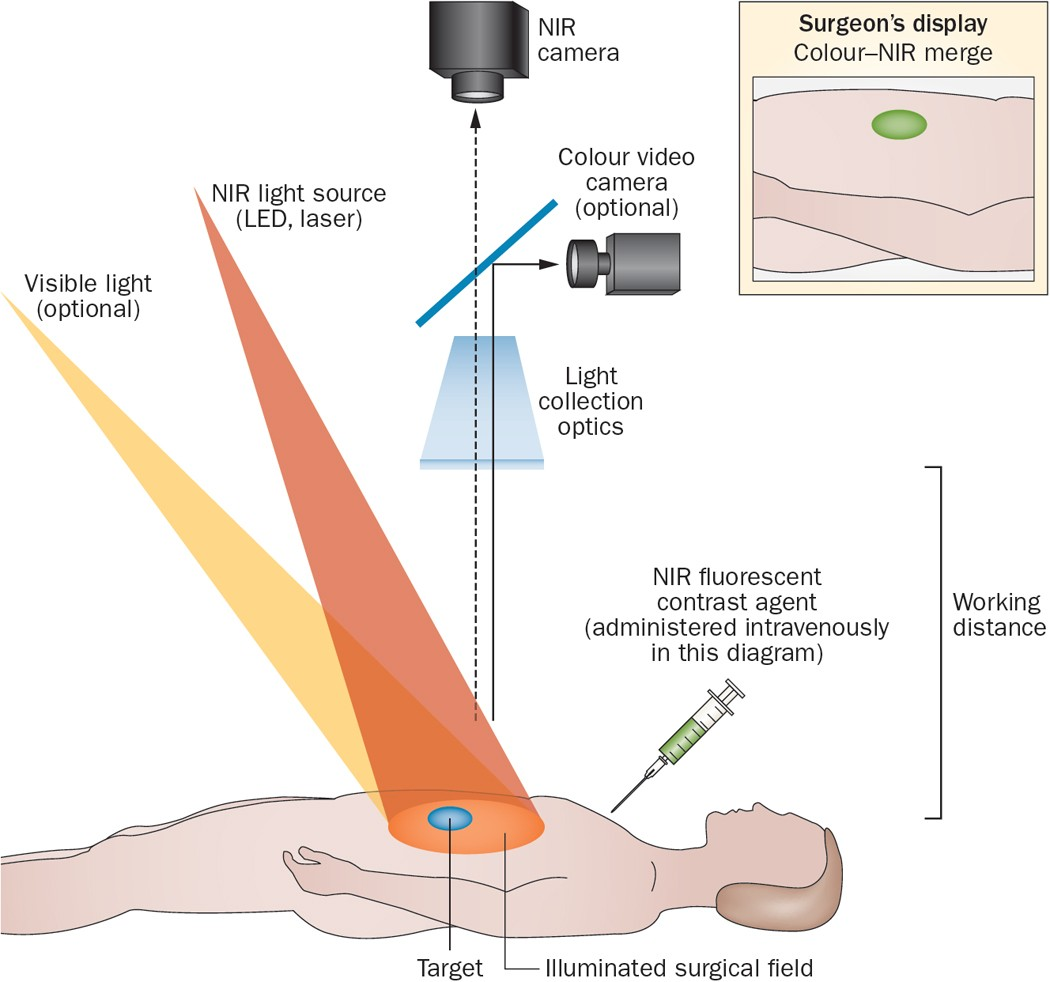 NIR
camera
Surgeon’s display
Colour–NIR merge
Colour video
camera
(optional)
NIR light source
(LED, laser)
Visible light
(optional)
Light
collection
optics
NIR fluorescent
contrast agent
(administered intravenously
in this diagram)
Working
distance
Target
Illuminated surgical field